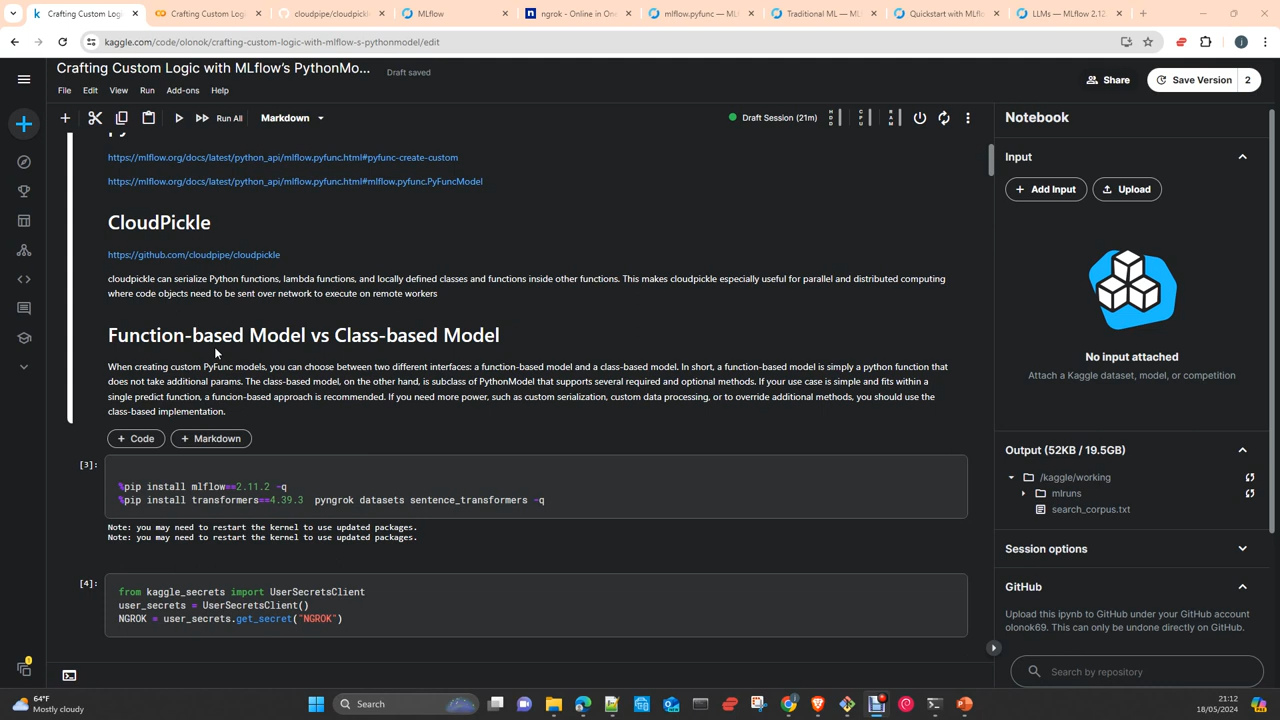 Crafting Custom Logi
Crafting Custom Logi
cloudpipe/cloudpickle
MLflow
ngrok - Online in One
mlflow.pyfunc — MLf
Traditional ML — MLf
Quickstart with MLflo
LLMs — MLflow 2.12
kaggle.com/code/olonok/crafting-custom-logic-with-mlflow-s-pythonmodel/edit
Crafting Custom Logic with MLflow's PythonMo...
Draft saved
Share
Save Version
2
File
Edit
View
Run
Add-ons
Help
Run All
Markdown
Draft Session (21m)
HDD
CPU
RAM
https://mlflow.org/docs/latest/python_api/mlflow.pyfunc.html#pyfunc-create-custom
https://mlflow.org/docs/latest/python_api/mlflow.pyfunc.html#mlflow.pyfunc.PyFuncModel
CloudPickle
https://github.com/cloudpipe/cloudpickle
cloudpickle can serialize Python functions, lambda functions, and locally defined classes and functions inside other functions. This makes cloudpickle especially useful for parallel and distributed computing
where code objects need to be sent over network to execute on remote workers
Function-based Model vs Class-based Model
When creating custom PyFunc models, you can choose between two different interfaces: a function-based model and a class-based model. In short, a function-based model is simply a python function that
does not take additional params. The class-based model, on the other hand, is subclass of PythonModel that supports several required and optional methods. If your use case is simple and fits within a
single predict function, a funcion-based approach is recommended. If you need more power, such as custom serialization, custom data processing, or to override additional methods, you should use the
class-based implementation.
+ Code
+ Markdown
[3]:
%pip install mlflow==2.11.2 -q
%pip install transformers==4.39.3  pyngrok datasets sentence_transformers -q
Note: you may need to restart the kernel to use updated packages.
Note: you may need to restart the kernel to use updated packages.
[4]:
from kaggle_secrets import UserSecretsClient
user_secrets = UserSecretsClient()
NGROK = user_secrets.get_secret("NGROK")
Notebook
Input
+ Add Input
Upload
No input attached
Attach a Kaggle dataset, model, or competition
Output (52KB / 19.5GB)
/kaggle/working
mlruns
search_corpus.txt
Session options
GitHub
Upload this ipynb to GitHub under your GitHub account
olonok69. This can only be undone directly on GitHub.
Search by repository
64°F
Mostly cloudy
Search
21:12
18/05/2024